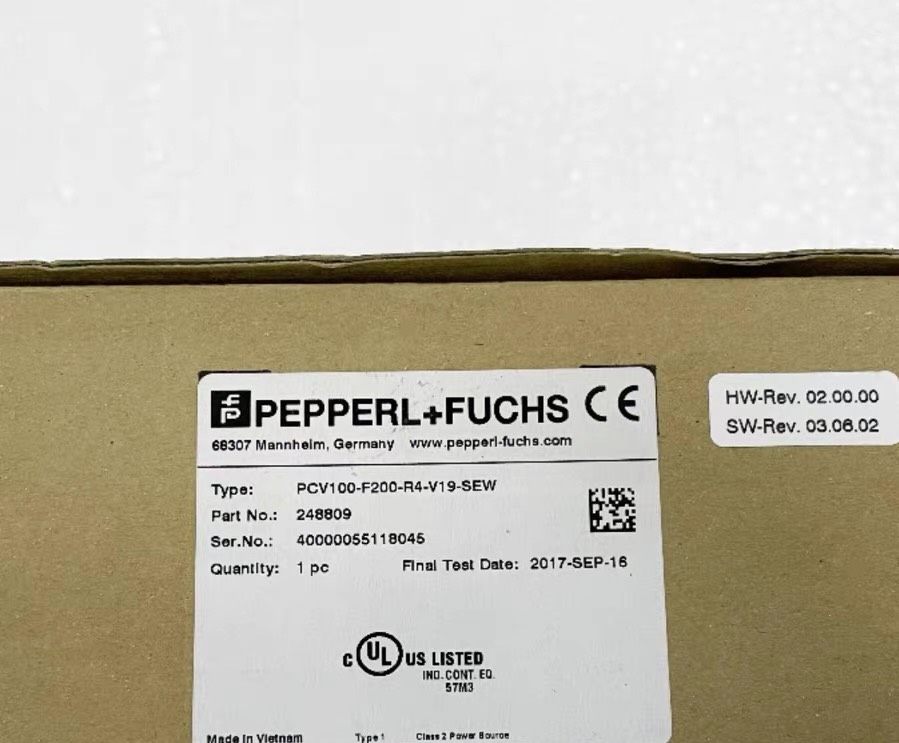 PEPPERL+FUCHS CE
68307 Mannheim, Germany www.pepperl-fuchs.com
HW-Rev. 02.00.00
SW-Rev. 03.06.02
Type: PCV100-F200-R4-V19-SEW
Part No.: 248809
Ser.No.: 40000055118045
Quantity: 1 pc Final Test Date: 2017-SEP-16
C UL US LISTED
IND. CONT. EQ.
57M3
Made in Vietnam Type 1 Class 2 Power Source